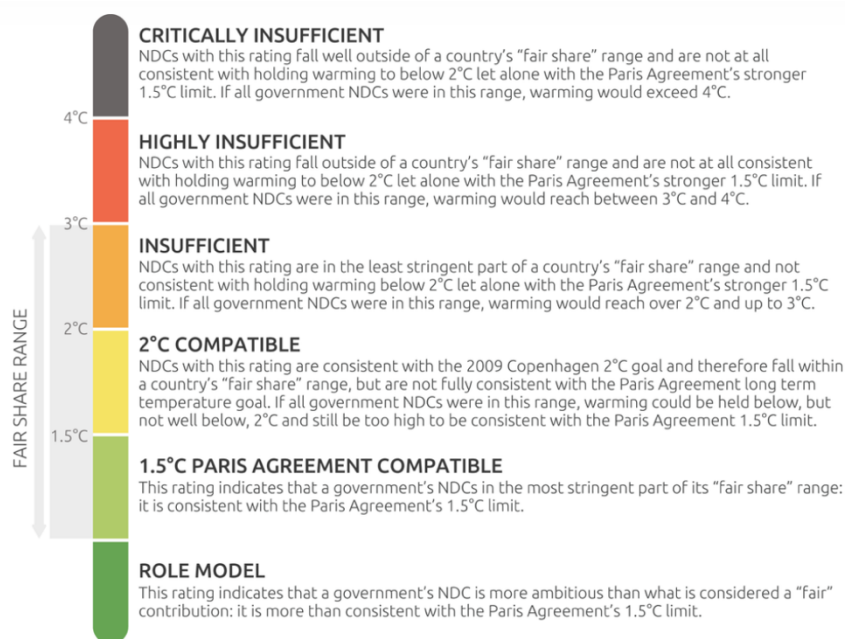 CRITICALLY INSUFFICIENT
NDCs with this rating fall well outside of a country's “fair share” range and are not at all
consistent with holding warming to below 2°C let alone with the Paris Agreement's stronger
1.5°C limit. If all government NDCs were in this range, warming would exceed 4°C.
4°C
HIGHLY INSUFFICIENT
NDCs with this rating fall outside of a country's “fair share” range and are not at all consistent
with holding warming to below 2°C let alone with the Paris Agreement's stronger 1.5°C limit. If
all government NDCs were in this range, warming would reach between 3°C and 4°C.
3°C
INSUFFICIENT
NDCs with this rating are in the least stringent part of a country's “fair share” range and not
consistent with holding warming below 2°C let alone with the Paris Agreement's stronger 1.5°C
limit. If all government NDCs were in this range, warming would reach over 2°C and up to 3°C.
FAIR SHARE RANGE
2°C
2°C COMPATIBLE
NDCs with this rating are consistent with the 2009 Copenhagen 2°C goal and therefore fall within
a country's “fair share” range, but are not fully consistent with the Paris Agreement long term
temperature goal. If all government NDCs were in this range, warming could be held below, but
not well below, 2°C and still be too high to be consistent with the Paris Agreement 1.5°C limit.
1.5°C
1.5°C PARIS AGREEMENT COMPATIBLE
This rating indicates that a government's NDCs in the most stringent part of its “fair share” range:
it is consistent with the Paris Agreement's 1.5°C limit.
ROLE MODEL
This rating indicates that a government's NDC is more ambitious than what is considered a “fair”
contribution: it is more than consistent with the Paris Agreement's 1.5°C limit.